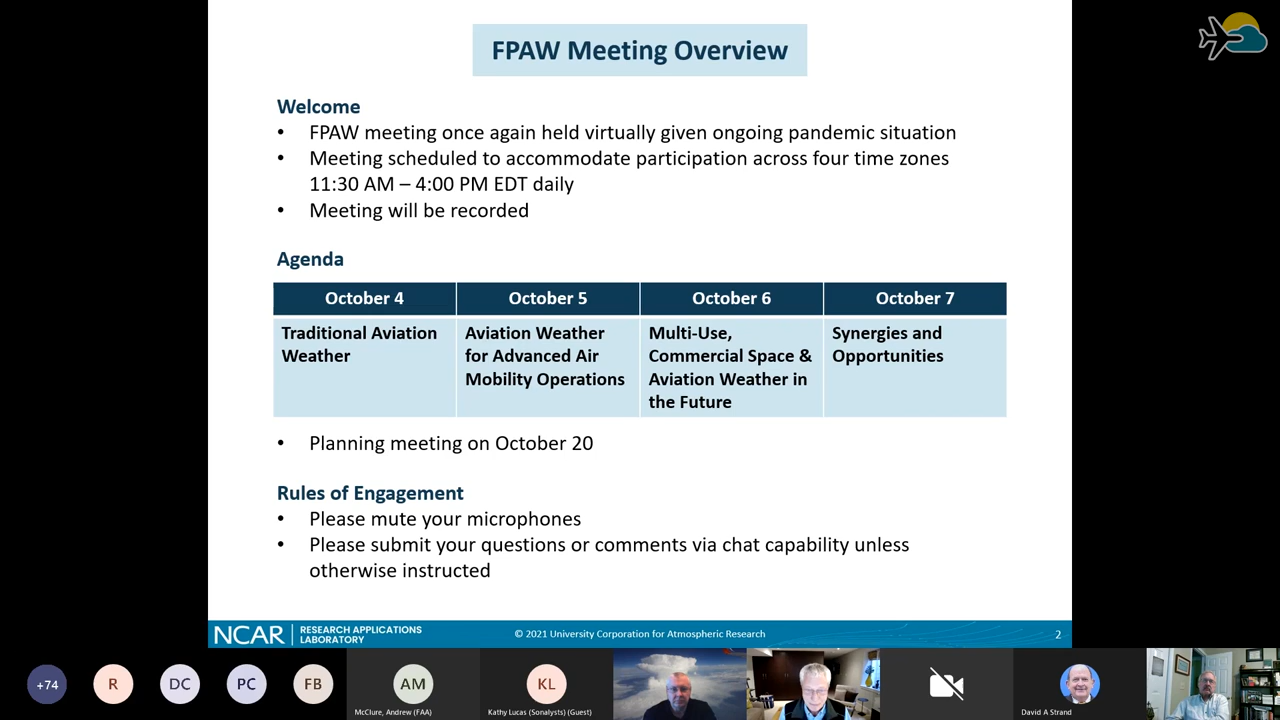 FPAW Meeting Overview
Welcome
• FPAW meeting once again held virtually given ongoing pandemic situation
• Meeting scheduled to accommodate participation across four time zones
11:30 AM – 4:00 PM EDT daily
• Meeting will be recorded
Agenda
October 4 October 5 October 6 October 7
Traditional Aviation
Weather
Aviation Weather
for Advanced Air
Mobility Operations
Multi-Use,
Commercial Space &
Aviation Weather in
the Future
Synergies and
Opportunities
• Planning meeting on October 20
Rules of Engagement
• Please mute your microphones
• Please submit your questions or comments via chat capability unless
otherwise instructed
NCAR
RESEARCH APPLICATIONS
LABORATORY
© 2021 University Corporation for Atmospheric Research
2
+74 R DC PC FB AM KL
McClure, Andrew (FAA)
Kathy Lucas (Sonalysts) (Guest)
David A Strand